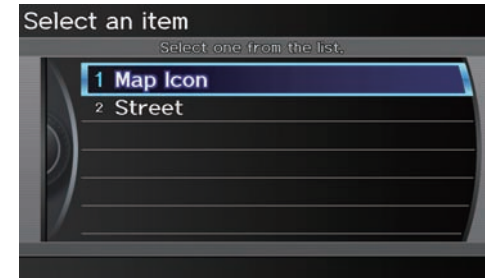 Select an item
Select one from the list.
1 Map Icon
2 Street